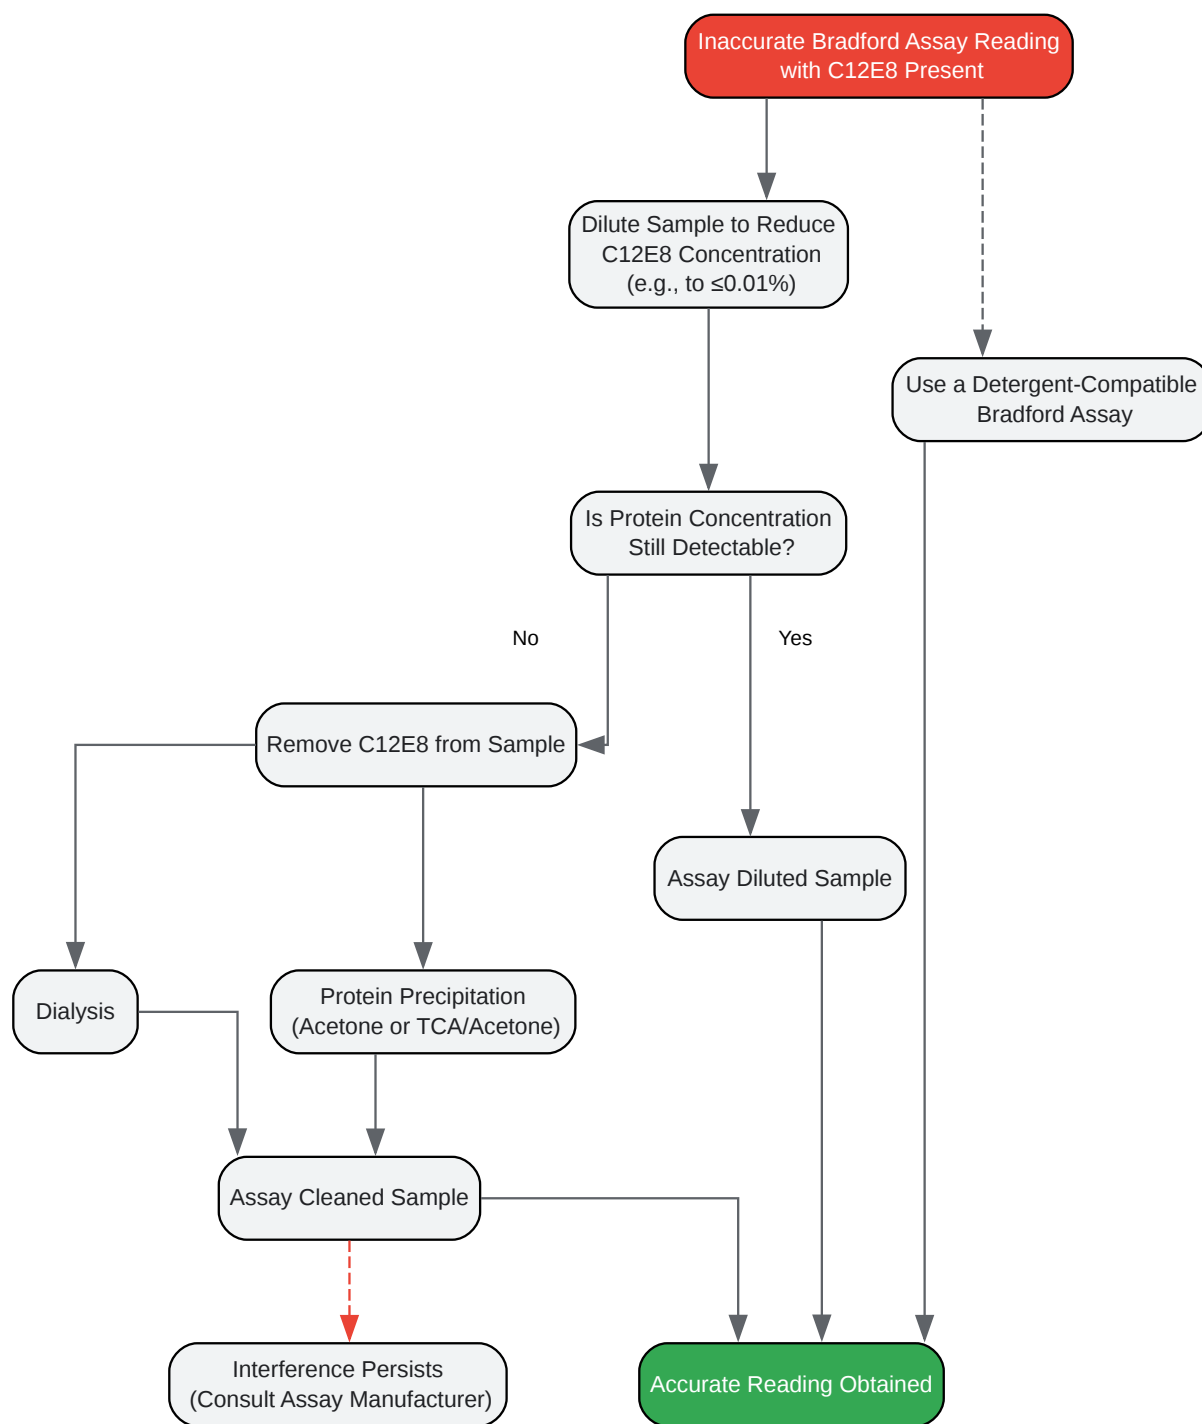 Inaccurate Bradford Assay Reading
with C12E8 Present
Dilute Sample to Reduce
C12E8 Concentration
(e.g., to ≤0.01%)
Use a Detergent-Compatible
Bradford Assay
Is Protein Concentration
Still Detectable?
No
Yes
Remove C12E8 from Sample
Assay Diluted Sample
Dialysis
Protein Precipitation
(Acetone or TCA/Acetone)
Assay Cleaned Sample
Interference Persists
(Consult Assay Manufacturer)
Accurate Reading Obtained